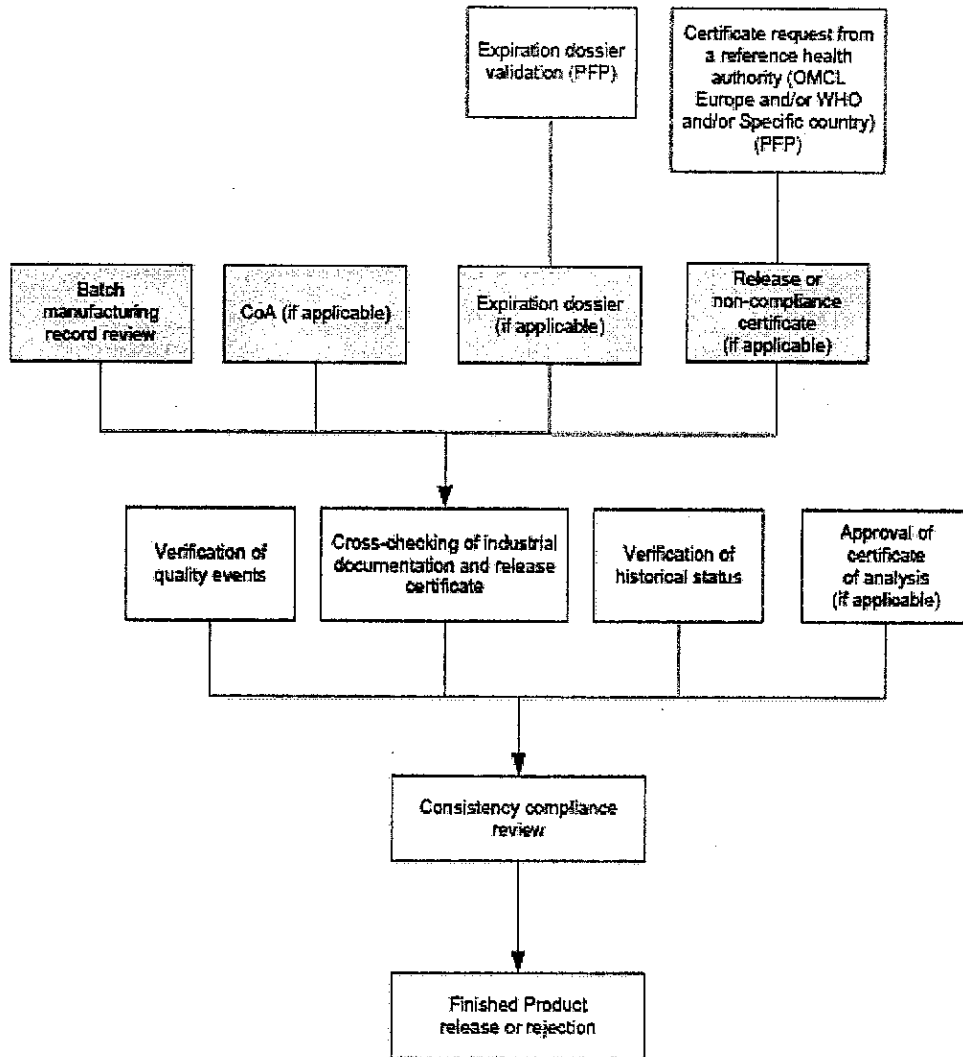 Expiration dossier
validation (PFP)
Certificate request from
a reference health
authority (OMCL
Europe and/or WHO
and/or Specific country)
(PFP)
Batch
manufacturing
record review
CoA (if applicable)
Expiration dossier
(if applicable)
Release or
non-compliance
certificate
(if applicable)
Verification of
quality events
Cross-checking of industrial
documentation and release
certificate
Verification of
historical status
Approval of
certificate
of analysis
(if applicable)
Consistency compliance
review
Finished Product
release or rejection